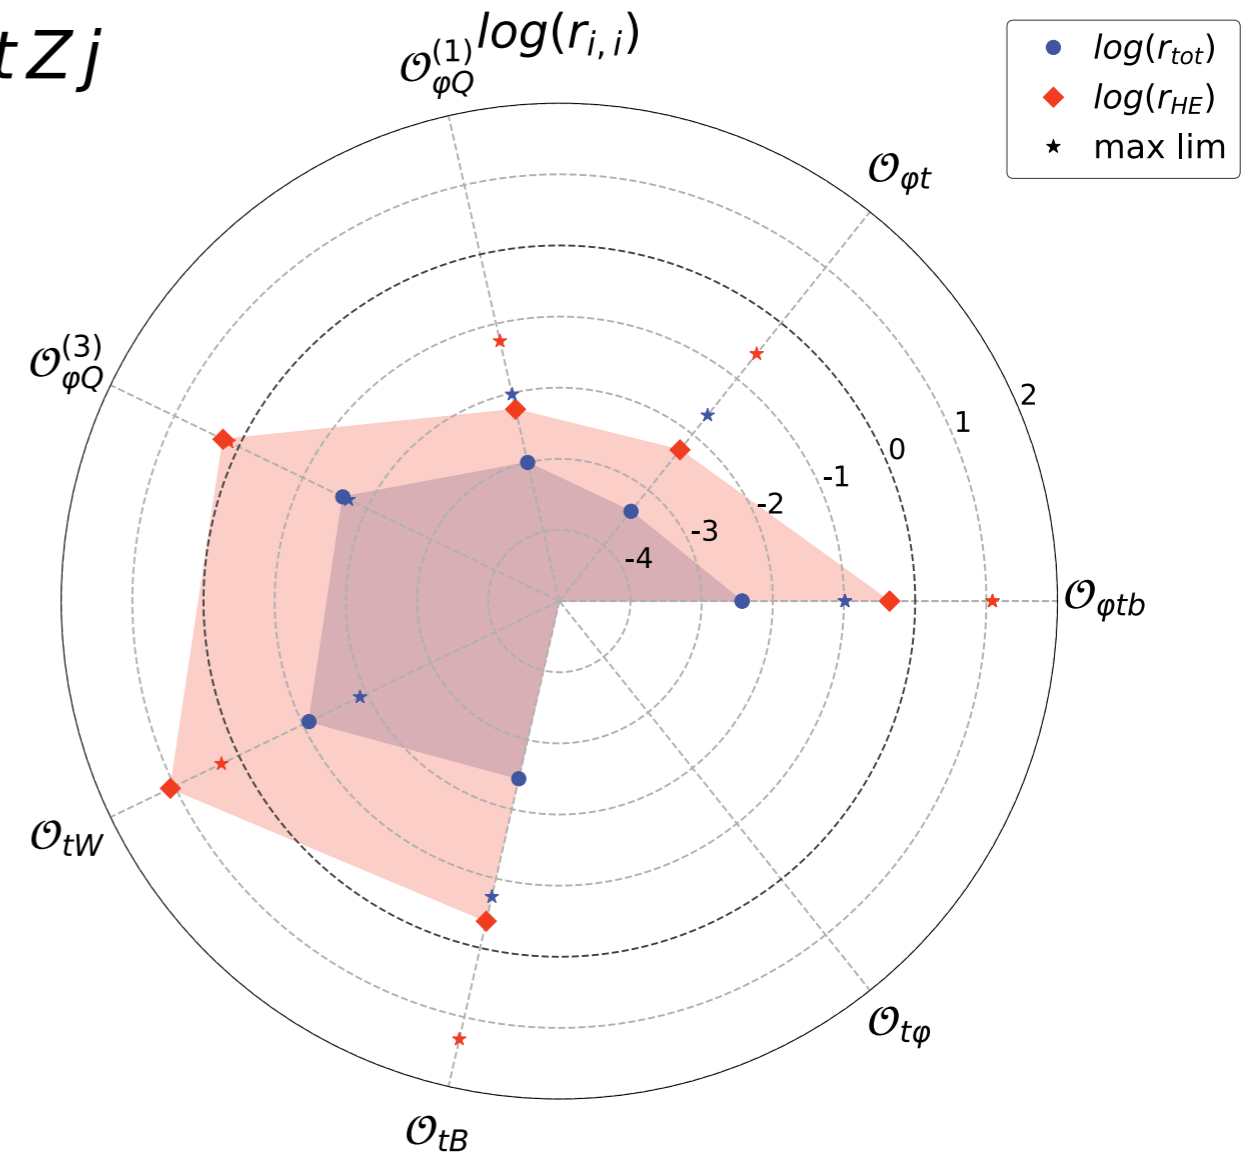 tZj
log(r_{i,i})
log(r_{tot})
log(r_{HE})
max lim
𝒪_{φQ}^{(1)}
𝒪_{φt}
𝒪_{φQ}^{(3)}
2
1
0
-1
-2
-3
-4
𝒪_{φtb}
𝒪_{tW}
𝒪_{tφ}
𝒪_{tB}